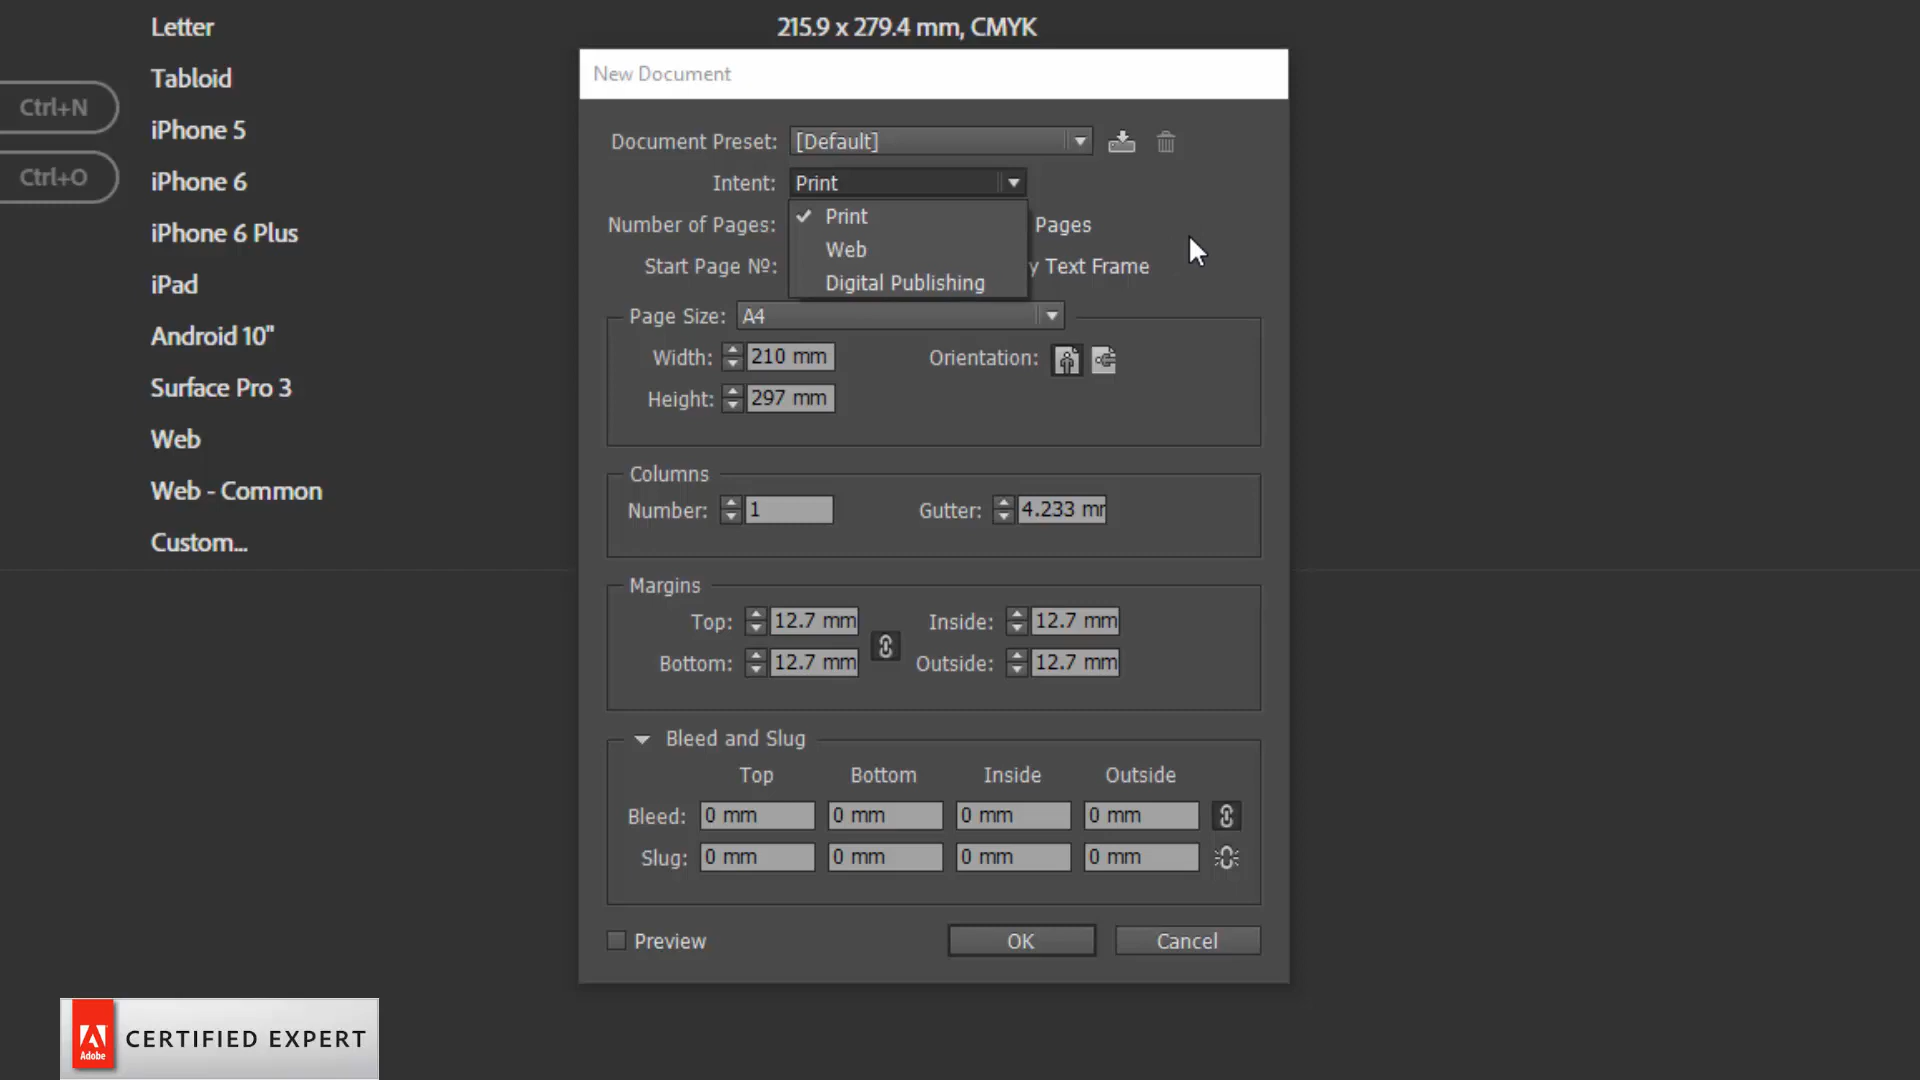 Letter
215.9 x 279.4 mm, CMYK
Tabloid
Ctrl+N
iPhone 5
Ctrl+O
iPhone 6
iPhone 6 Plus
iPad
Android 10"
Surface Pro 3
Web
Web - Common
Custom...
New Document
Document Preset: [Default]
Intent: Print
Print
Web
Digital Publishing
Number of Pages: Pages
Start Page Nº: y Text Frame
Page Size: A4
Width: 210 mm Orientation:
Height: 297 mm
Columns
Number: 1 Gutter: 4.233 mr
Margins
Top: 12.7 mm Inside: 12.7 mm
Bottom: 12.7 mm Outside: 12.7 mm
Bleed and Slug
Top Bottom Inside Outside
Bleed: 0 mm 0 mm 0 mm 0 mm
Slug: 0 mm 0 mm 0 mm 0 mm
Preview OK Cancel
Adobe CERTIFIED EXPERT